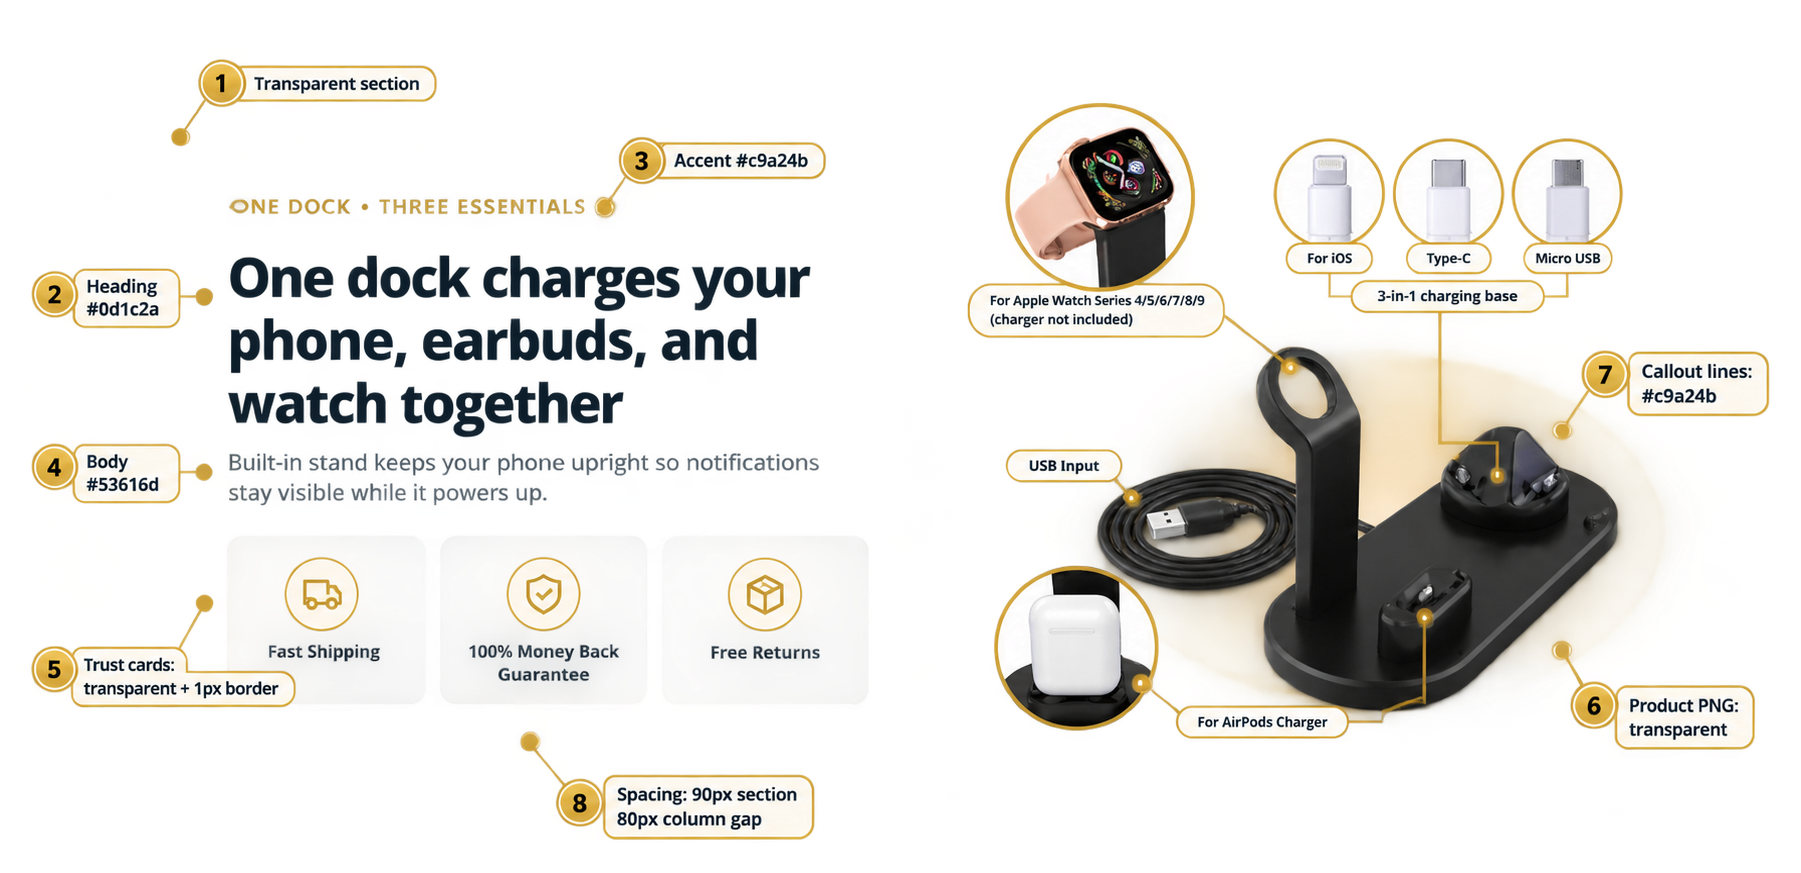 1
Transparent section
3
Accent #c9a24b
ONE DOCK • THREE ESSENTIALS
2
Heading
#0d1c2a
One dock charges your
phone, earbuds, and
watch together
4
Body
#53616d
Built-in stand keeps your phone upright so notifications
stay visible while it powers up.
Fast Shipping
100% Money Back
Guarantee
Free Returns
5
Trust cards:
transparent + 1px border
8
Spacing: 90px section
80px column gap
For Apple Watch Series 4/5/6/7/8/9
(charger not included)
For iOS
Type-C
Micro USB
3-in-1 charging base
7
Callout lines:
#c9a24b
USB Input
For AirPods Charger
6
Product PNG:
transparent